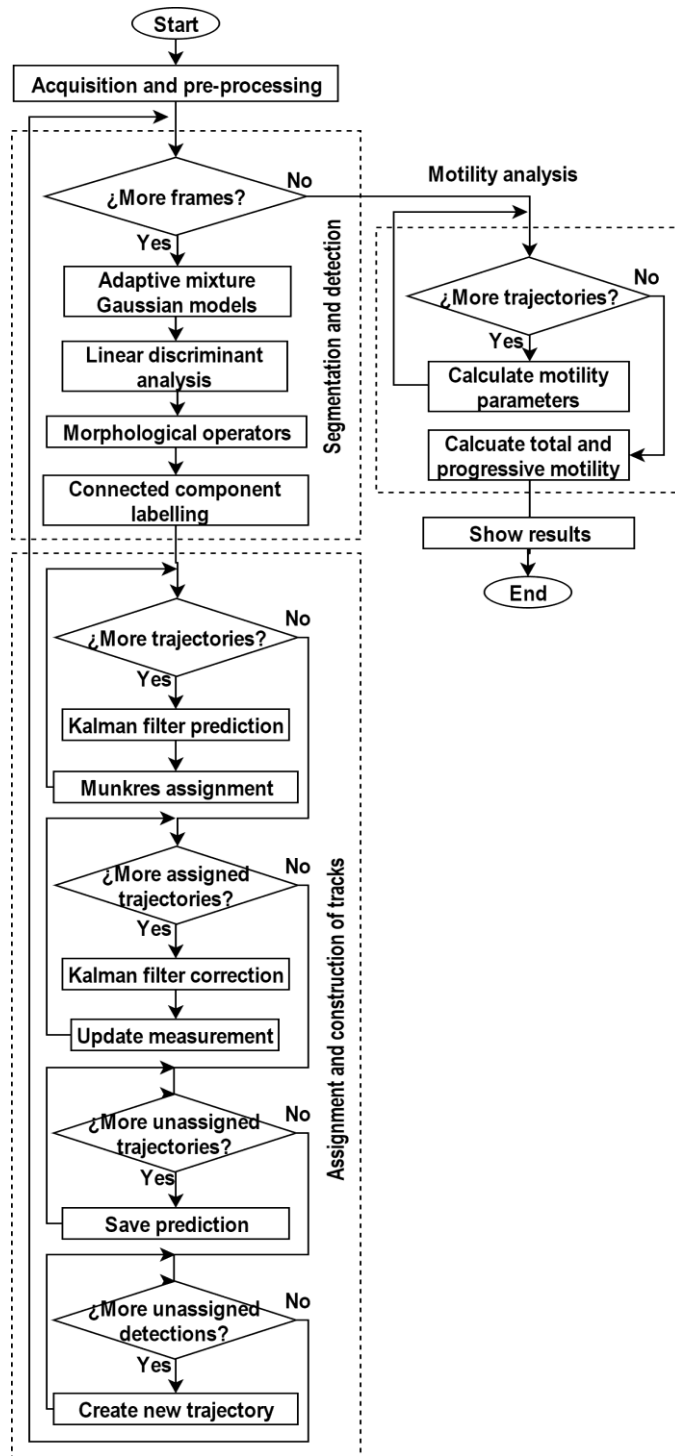 Start
Acquisition and pre-processing
¿More frames?
No
Yes
Adaptive mixture
Gaussian models
Linear discriminant
analysis
Morphological operators
Connected component
labelling
Segmentation and detection
¿More trajectories?
No
Yes
Kalman filter prediction
Munkres assignment
¿More assigned
trajectories?
No
Yes
Kalman filter correction
Update measurement
¿More unassigned
trajectories?
No
Yes
Save prediction
¿More unassigned
detections?
No
Yes
Create new trajectory
Assignment and construction of tracks
Motility analysis
¿More trajectories?
No
Yes
Calculate motility
parameters
Calcuate total and
progressive motility
Show results
End